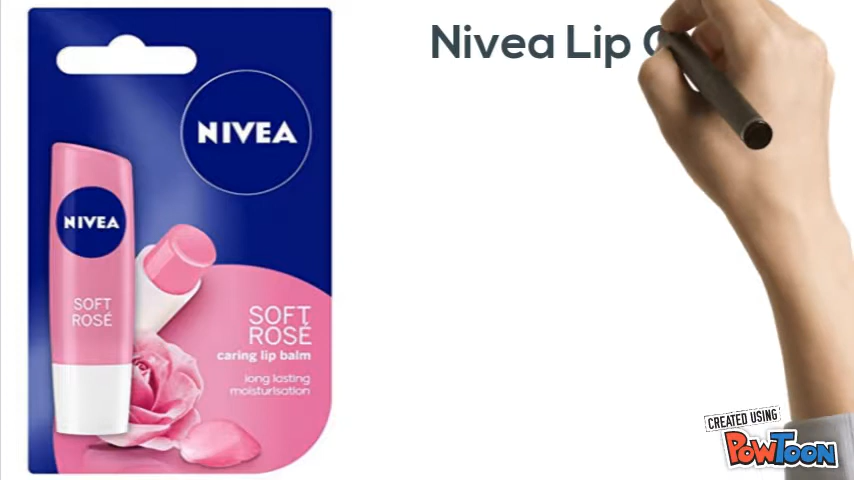 Nivea Lip
NIVEA
NIVEA
SOFT
ROSÉ
SOFT
ROSÉ
caring lip balm
long lasting
moisturisation
CREATED USING
POWTOON